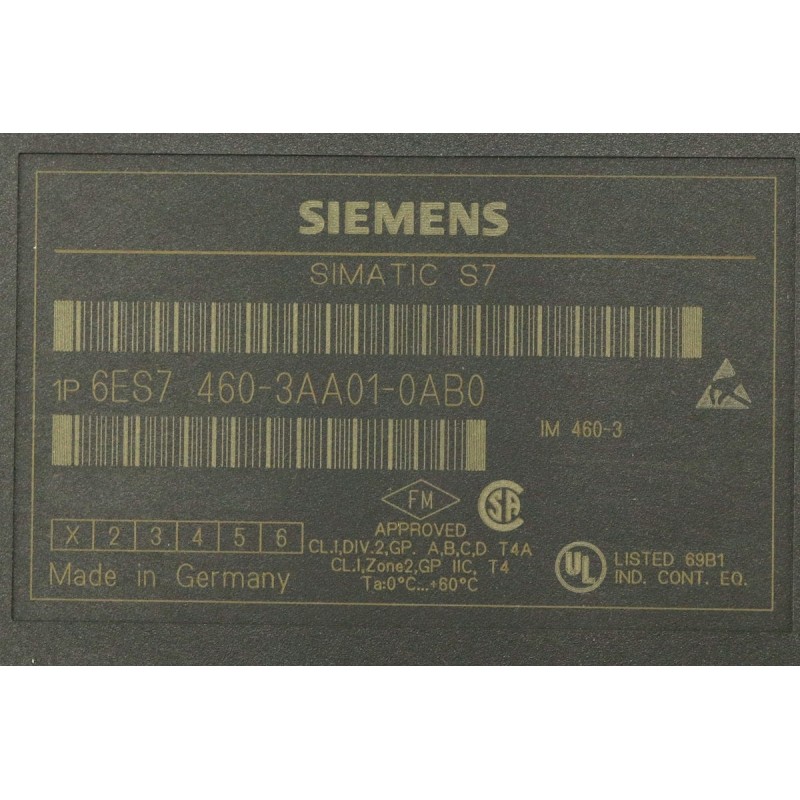 SIEMENS
SIMATIC S7
1P 6ES7 460-3AA01-0AB0
IM 460-3
FM
SA
APPROVED
X 2 3 4 5 6
CL.I,DIV.2,GP. A,B,C,D T4A
CL.I,Zone2,GP IIC, T4
Ta:0°C...+60°C
Made in Germany
UL
LISTED 69B1
IND. CONT. EQ.